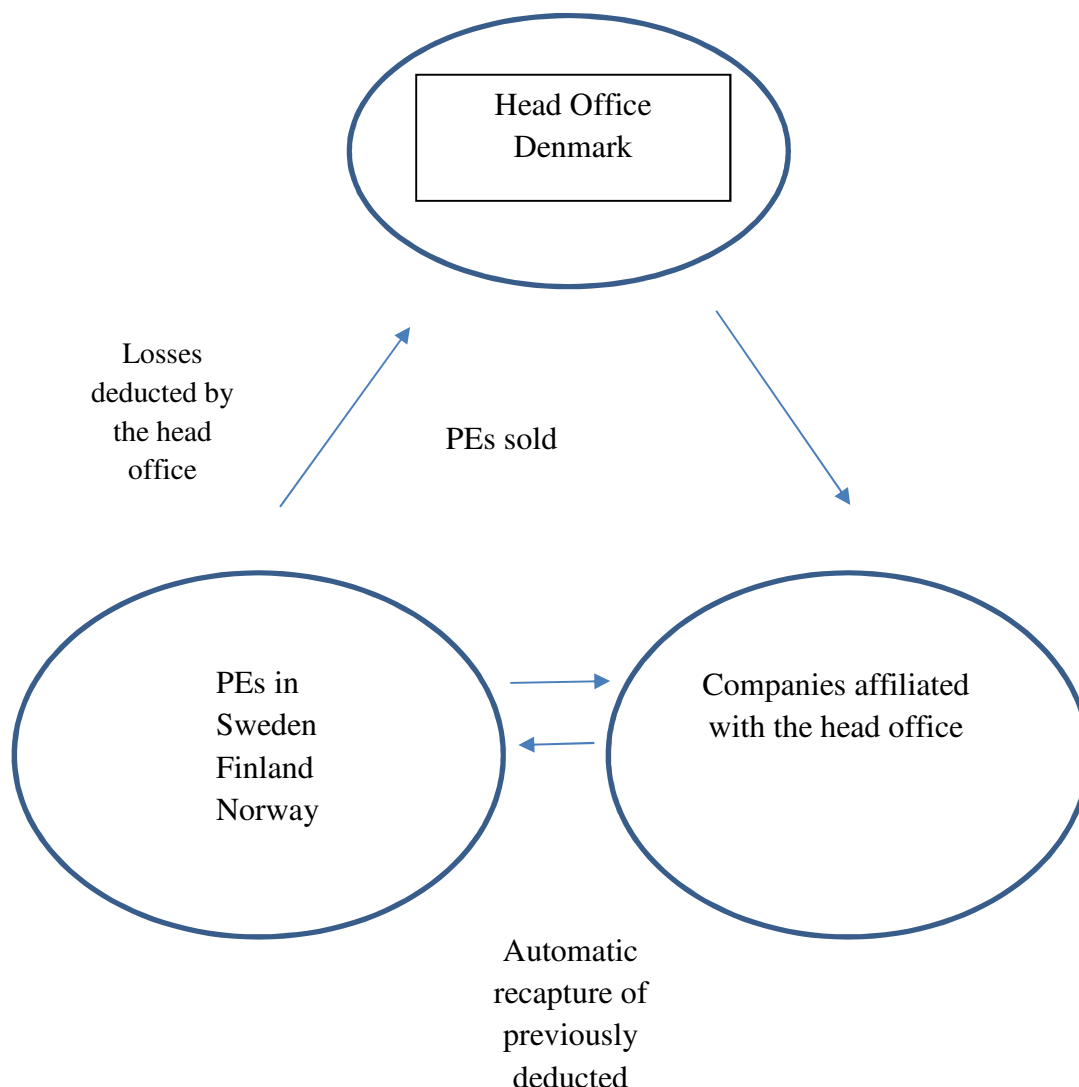 Head Office
Denmark
Losses
deducted by
the head
office
PEs sold
PEs in
Sweden
Finland
Norway
Companies affiliated
with the head office
Automatic
recapture of
previously
deducted